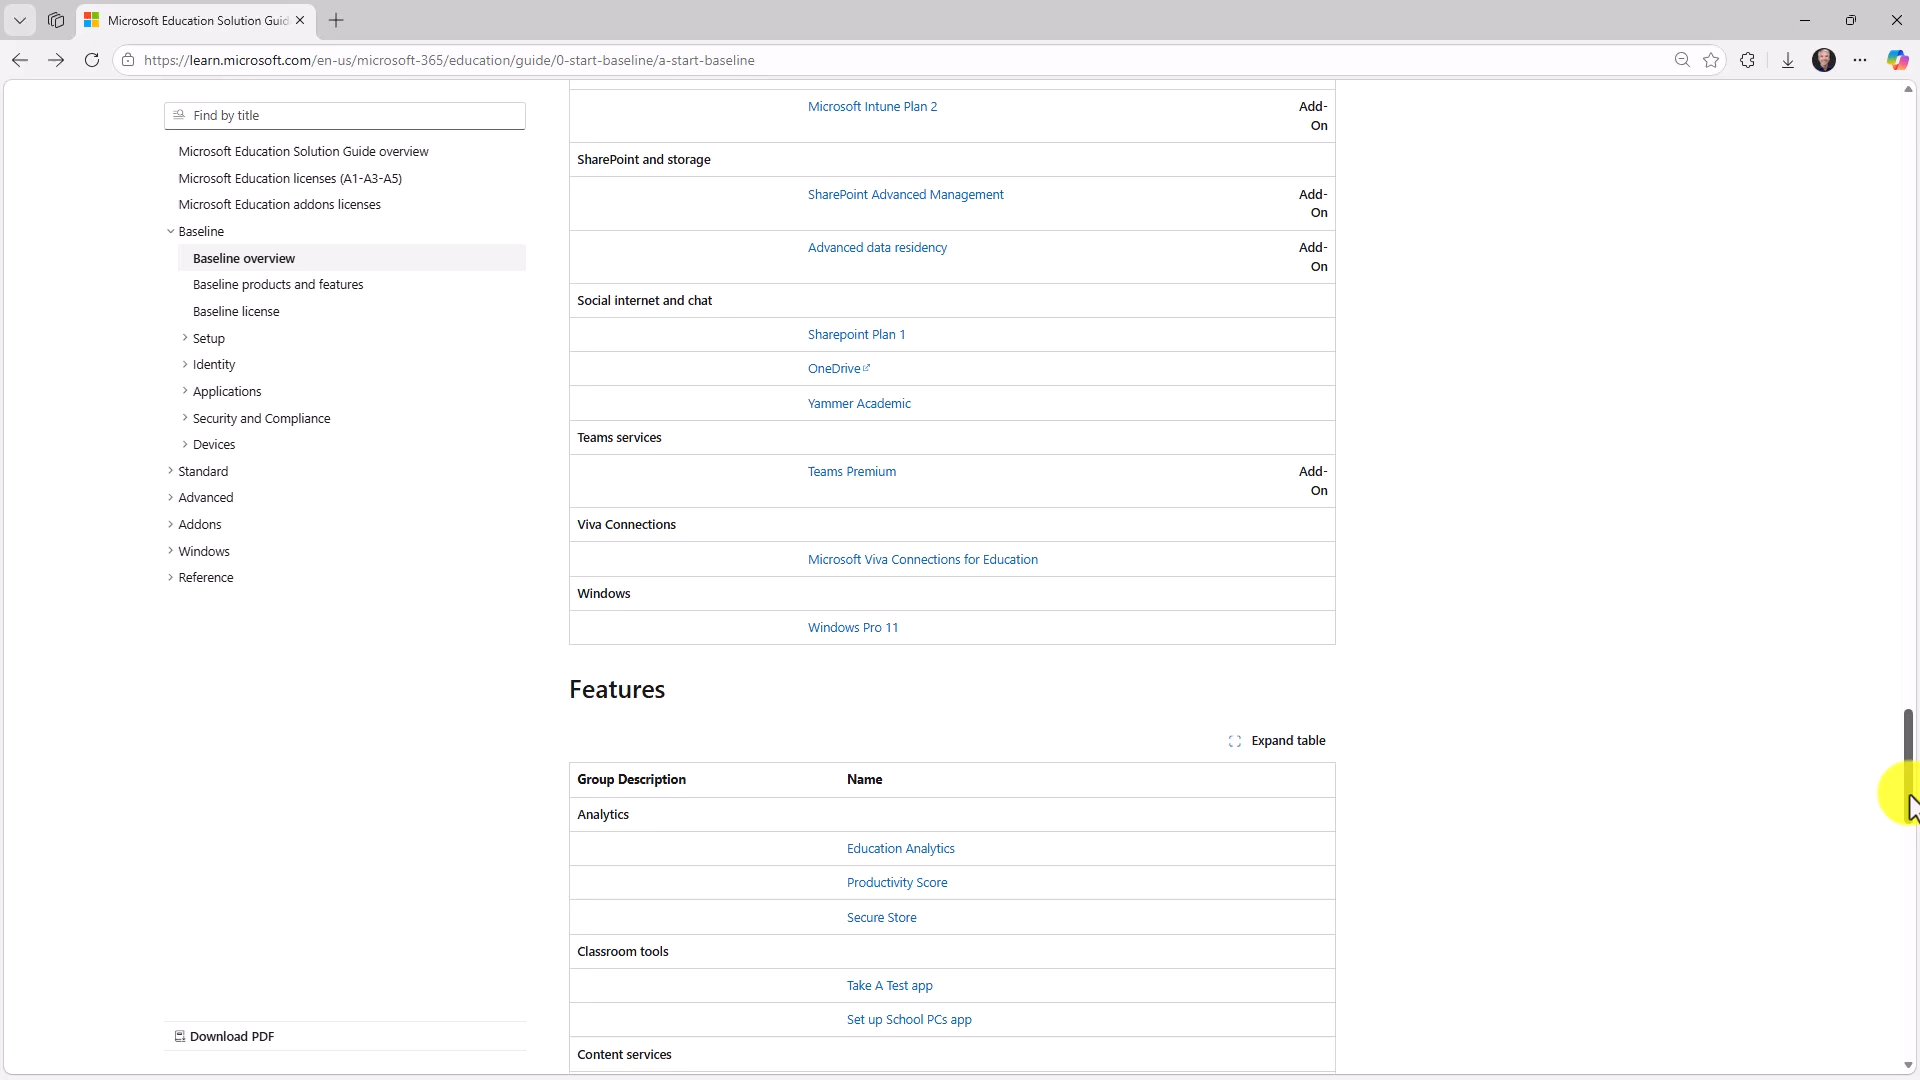 Microsoft Education Solution Guid
https://learn.microsoft.com/en-us/microsoft-365/education/guide/0-start-baseline/a-start-baseline
Find by title
Microsoft Education Solution Guide overview
Microsoft Education licenses (A1-A3-A5)
Microsoft Education addons licenses
Baseline
Baseline overview
Baseline products and features
Baseline license
Setup
Identity
Applications
Security and Compliance
Devices
Standard
Advanced
Addons
Windows
Reference
Download PDF
Microsoft Intune Plan 2 Add-
On
SharePoint and storage
SharePoint Advanced Management Add-
On
Advanced data residency Add-
On
Social internet and chat
Sharepoint Plan 1
OneDrive
Yammer Academic
Teams services
Teams Premium Add-
On
Viva Connections
Microsoft Viva Connections for Education
Windows
Windows Pro 11
Features
Expand table
Group Description Name
Analytics
Education Analytics
Productivity Score
Secure Store
Classroom tools
Take A Test app
Set up School PCs app
Content services